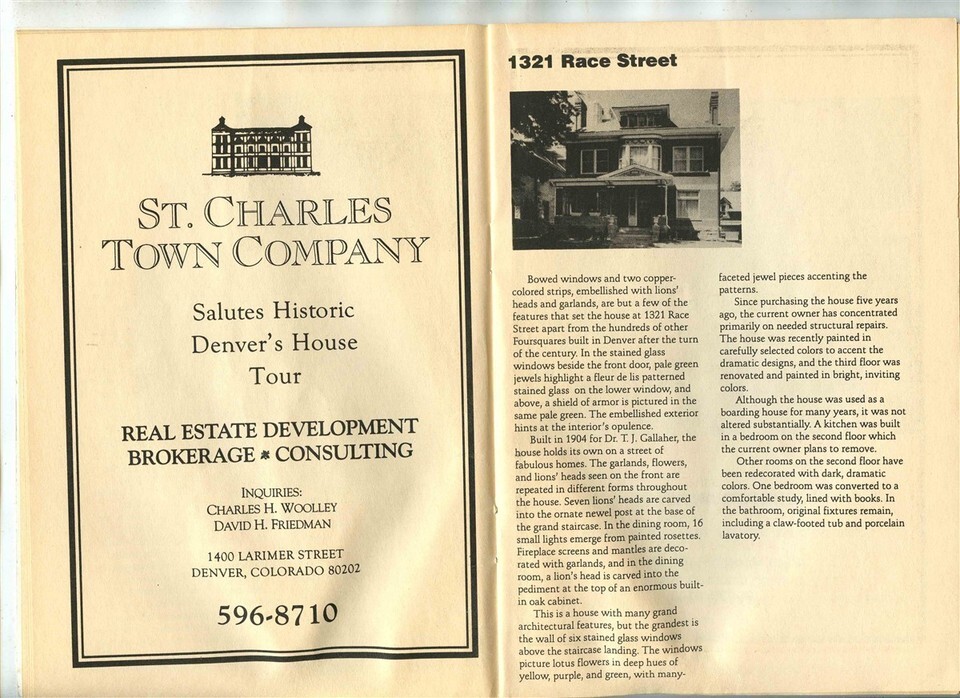 ST. CHARLES
TOWN COMPANY
Salutes Historic
Denver's House
Tour
REAL ESTATE DEVELOPMENT
BROKERAGE * CONSULTING
INQUIRIES:
CHARLES H. WOOLLEY
DAVID H. FRIEDMAN
1400 LARIMER STREET
DENVER, COLORADO 80202
596-8710
1321 Race Street
Bowed windows and two copper-
colored strips, embellished with lions'
heads and garlands, are but a few of the
features that set the house at 1321 Race
Street apart from the hundreds of other
Foursquares built in Denver after the turn
of the century. In the stained glass
windows beside the front door, pale green
jewels highlight a fleur de lis patterned
stained glass on the lower window, and
above, a shield of armor is pictured in the
same pale green. The embellished exterior
hints at the interior's opulence.
Built in 1904 for Dr. T. J. Gallaher, the
house holds its own on a street of
fabulous homes. The garlands, flowers,
and lions' heads seen on the front are
repeated in different forms throughout
the house. Seven lions' heads are carved
into the ornate newel post at the base of
the grand staircase. In the dining room, 16
small lights emerge from painted rosettes.
Fireplace screens and mantles are deco-
rated with garlands, and in the dining
room, a lion's head is carved into the
pediment at the top of an enormous built-
in oak cabinet.
This is a house with many grand
architectural features, but the grandest is
the wall of six stained glass windows
above the staircase landing. The windows
picture lotus flowers in deep hues of
yellow, purple, and green, with many-
faceted jewel pieces accenting the
patterns.
Since purchasing the house five years
ago, the current owner has concentrated
primarily on needed structural repairs.
The house was recently painted in
carefully selected colors to accent the
dramatic designs, and the third floor was
renovated and painted in bright, inviting
colors.
Although the house was used as a
boarding house for many years, it was not
altered substantially. A kitchen was built
in a bedroom on the second floor which
the current owner plans to remove.
Other rooms on the second floor have
been redecorated with dark, dramatic
colors. One bedroom was converted to a
comfortable study, lined with books. In
the bathroom, original fixtures remain,
including a claw-footed tub and porcelain
lavatory.